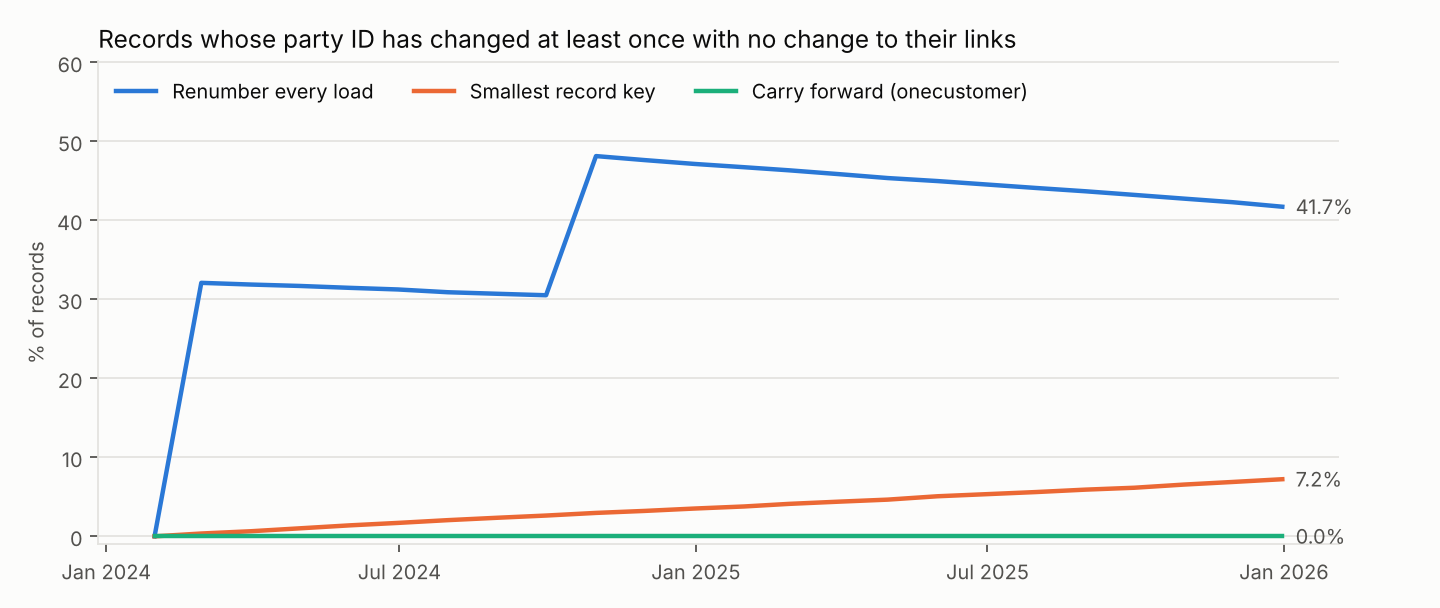 Records whose party ID has changed at least once with no change to their links
Renumber every load
Smallest record key
Carry forward (onecustomer)
% of records
60
50
40
30
20
10
0
41.7%
7.2%
0.0%
Jan 2024
Jul 2024
Jan 2025
Jul 2025
Jan 2026